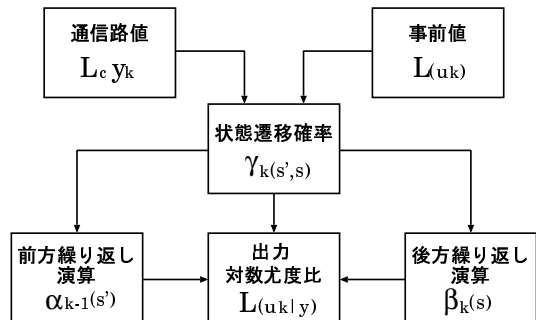 通信路値
Lc yk
事前値
L(uk)
状態遷移確率
γk(s',s)
前方繰り返し
演算
αk-1(s')
出力
対数尤度比
L(uk|y)
後方繰り返し
演算
βk(s)